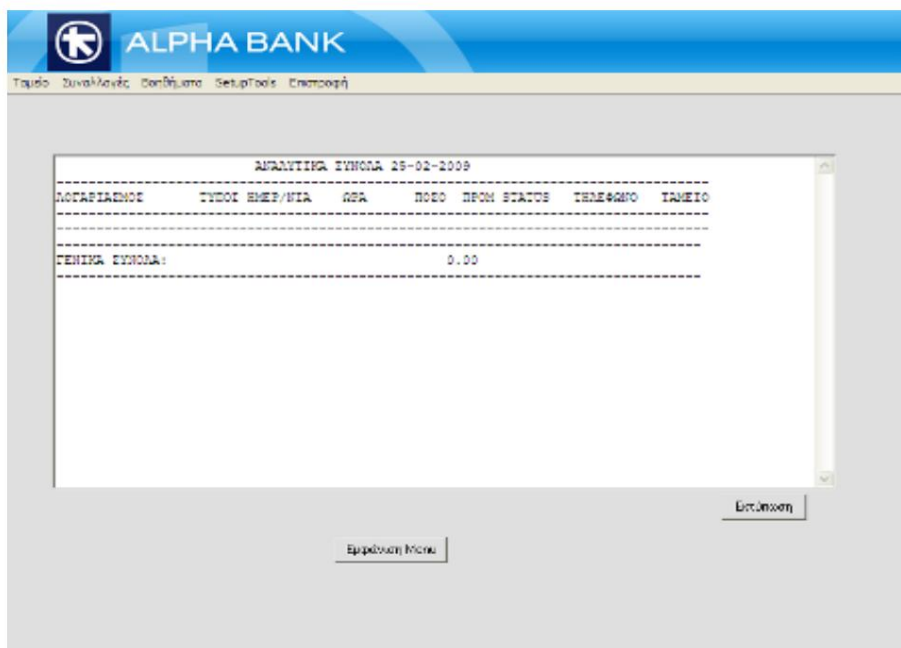 ALPHA BANK
Ταμείο Συναλλαγές Βοηθήματα SetupTools Επιστροφή
ΑΝΑΛΥΤΙΚΑ ΣΥΝΟΛΑ 25-02-2009
ΛΟΓΑΡΙΑΣΜΟΣ ΤΥΠΟΣ ΗΜΕΡ/ΝΙΑ ΩΡΑ ΠΟΣΟ ΠΡΟΜ STATUS ΤΗΛΕΦΩΝΟ ΤΑΜΕΙΟ
ΓΕΝΙΚΑ ΣΥΝΟΛΑ: 0.00
Εκτύπωση
Εμφάνιση Menu